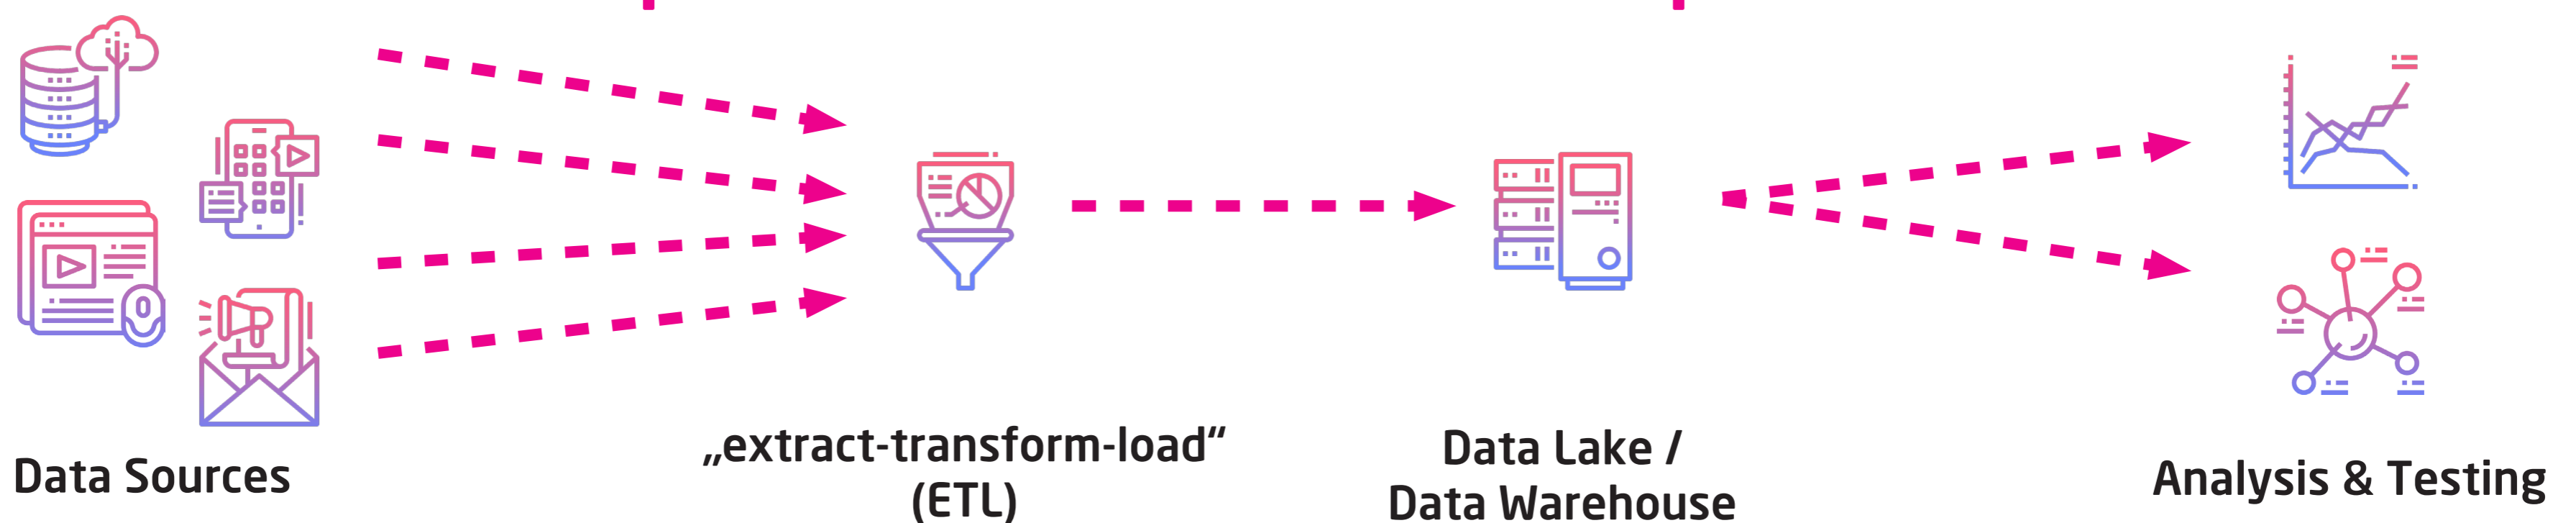 Data Sources
„extract-transform-load“
(ETL)
Data Lake /
Data Warehouse
Analysis & Testing